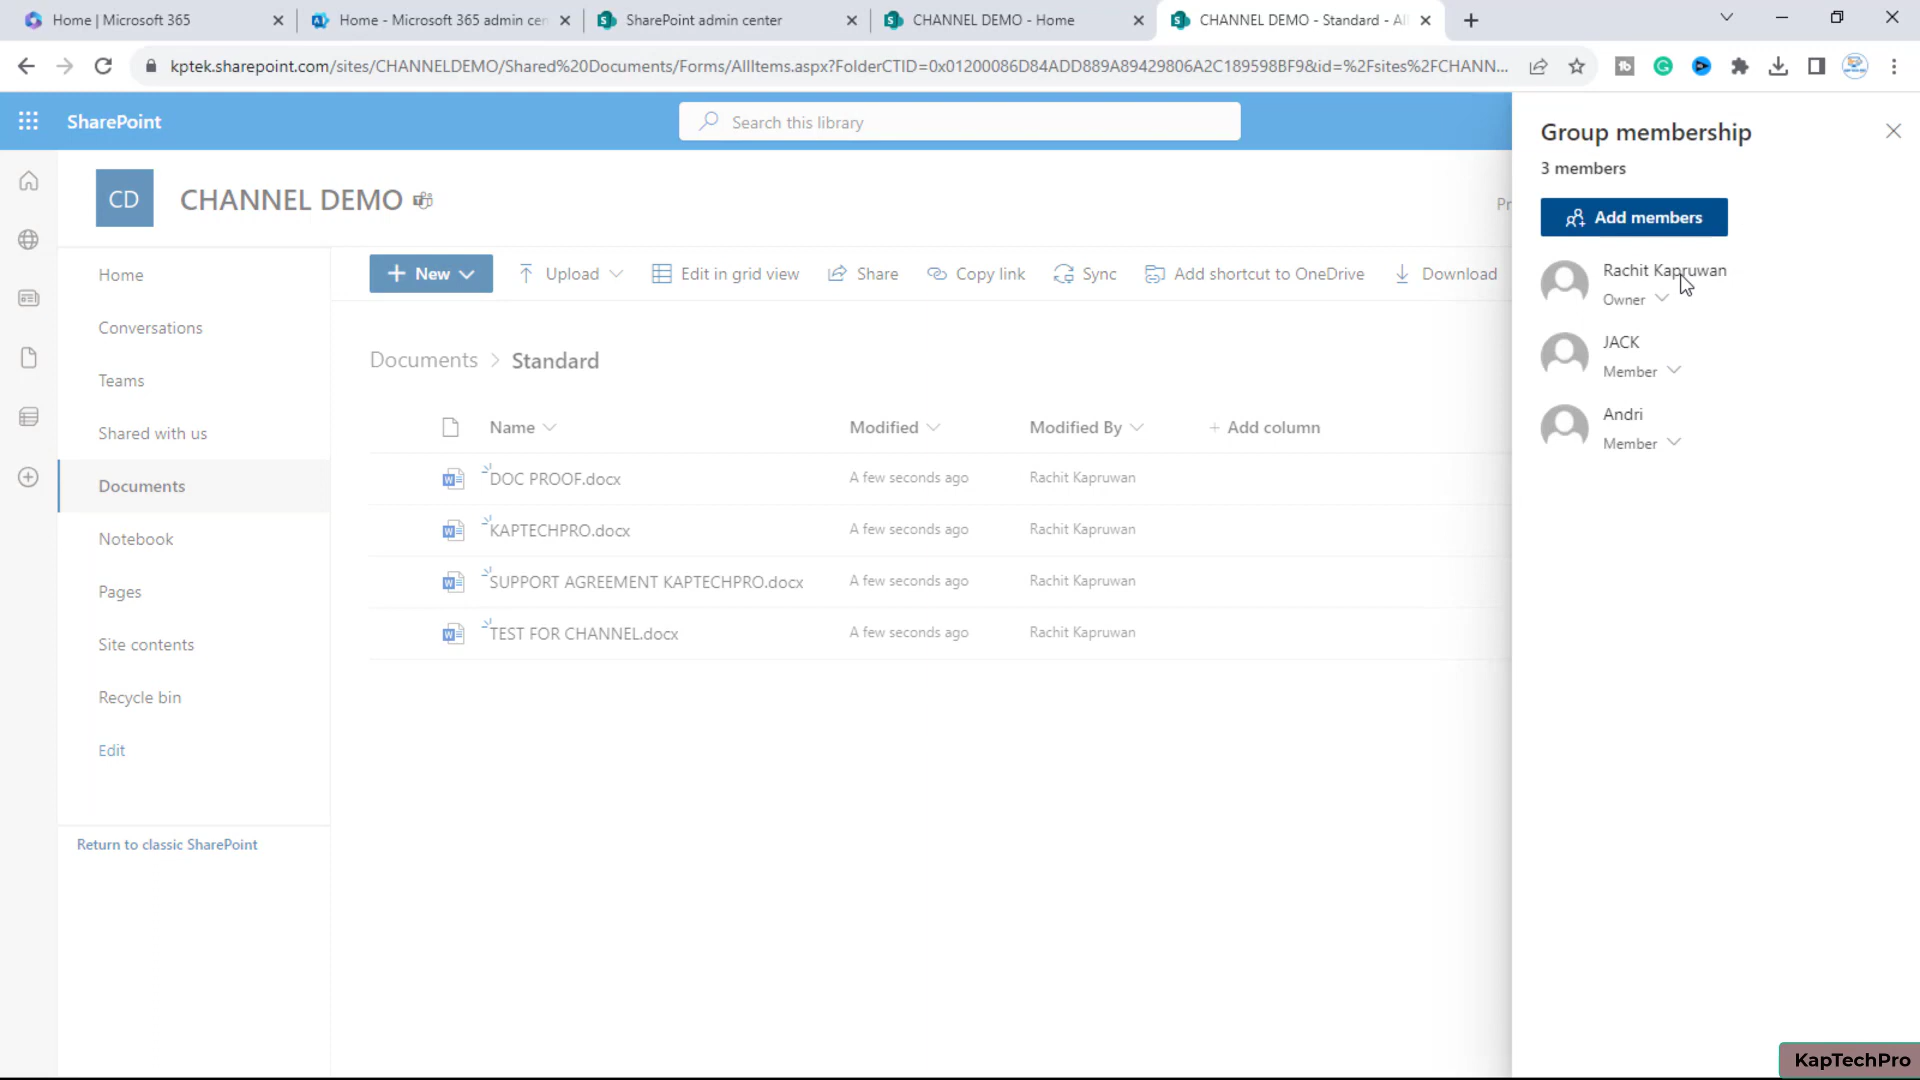 Home | Microsoft 365
Home - Microsoft 365 admin cen
SharePoint admin center
CHANNEL DEMO - Home
CHANNEL DEMO - Standard - Al
kptek.sharepoint.com/sites/CHANNELDEMO/Shared%20Documents/Forms/AllItems.aspx?FolderCTID=0x01200086D84ADD889A89429806A2C189598BF9&id=%2Fsites%2FCHANN...
SharePoint
Search this library
CD
CHANNEL DEMO
Pr
Home
Conversations
Teams
Shared with us
Documents
Notebook
Pages
Site contents
Recycle bin
Edit
Return to classic SharePoint
New
Upload
Edit in grid view
Share
Copy link
Sync
Add shortcut to OneDrive
Download
Documents > Standard
Name
Modified
Modified By
+ Add column
DOC PROOF.docx
A few seconds ago
Rachit Kapruwan
KAPTECHPRO.docx
A few seconds ago
Rachit Kapruwan
SUPPORT AGREEMENT KAPTECHPRO.docx
A few seconds ago
Rachit Kapruwan
TEST FOR CHANNEL.docx
A few seconds ago
Rachit Kapruwan
Group membership
3 members
Add members
Rachit Kapruwan
Owner
JACK
Member
Andri
Member
KapTechPro